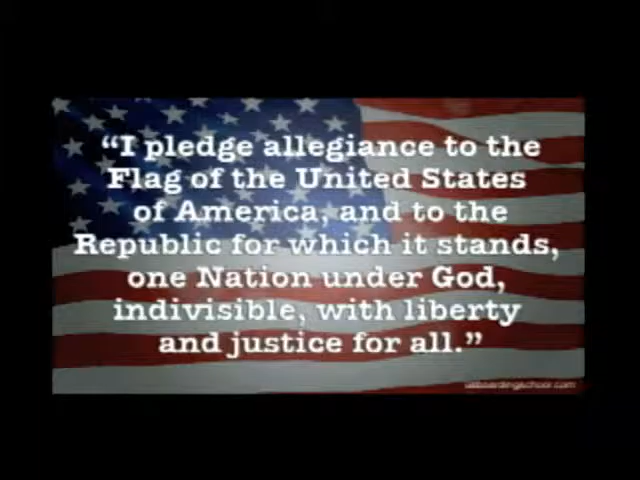 “I pledge allegiance to the
Flag of the United States
of America, and to the
Republic for which it stands,
one Nation under God,
indivisible, with liberty
and justice for all.”